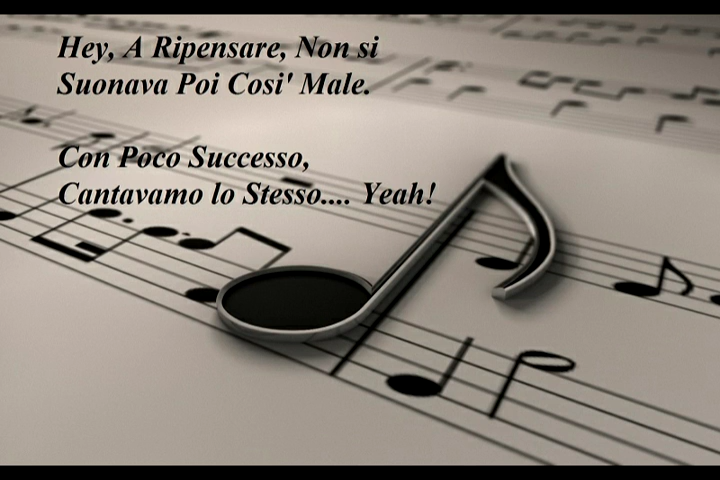 Hey, A Ripensare, Non si
Suonava Poi Cosi' Male.
Con Poco Successo,
Cantavamo lo Stesso.... Yeah!